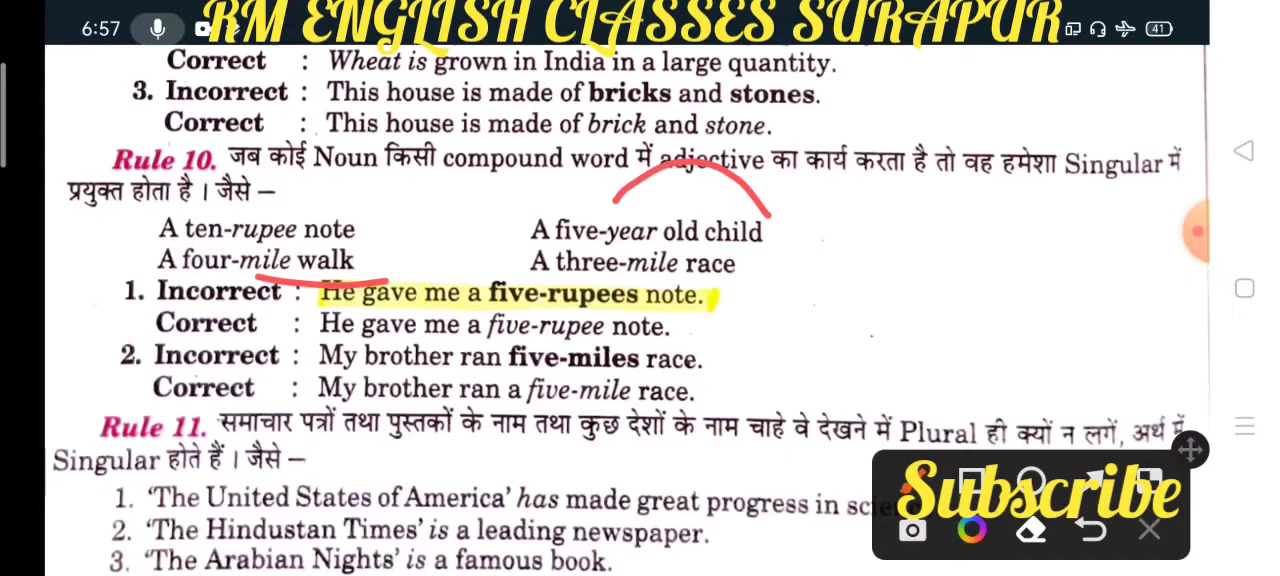 RM ENGLISH CLASSES SURAPUR
6:57
41
Correct : Wheat is grown in India in a large quantity.
3. Incorrect : This house is made of bricks and stones.
Correct : This house is made of brick and stone.
Rule 10. जब कोई Noun किसी compound word में adjective का कार्य करता है तो वह हमेशा Singular में
प्रयुक्त होता है । जैसे –
A ten-rupee note A five-year old child
A four-mile walk A three-mile race
1. Incorrect : He gave me a five-rupees note.
Correct : He gave me a five-rupee note.
2. Incorrect : My brother ran five-miles race.
Correct : My brother ran a five-mile race.
Rule 11. समाचार पत्रों तथा पुस्तकों के नाम तथा कुछ देशों के नाम चाहे वे देखने में Plural ही क्यों न लगें, अर्थ में
Singular होते हैं । जैसे –
1. ‘The United States of America’ has made great progress in
Subscribe
2. ‘The Hindustan Times’ is a leading newspaper.
3. ‘The Arabian Nights’ is a famous book.